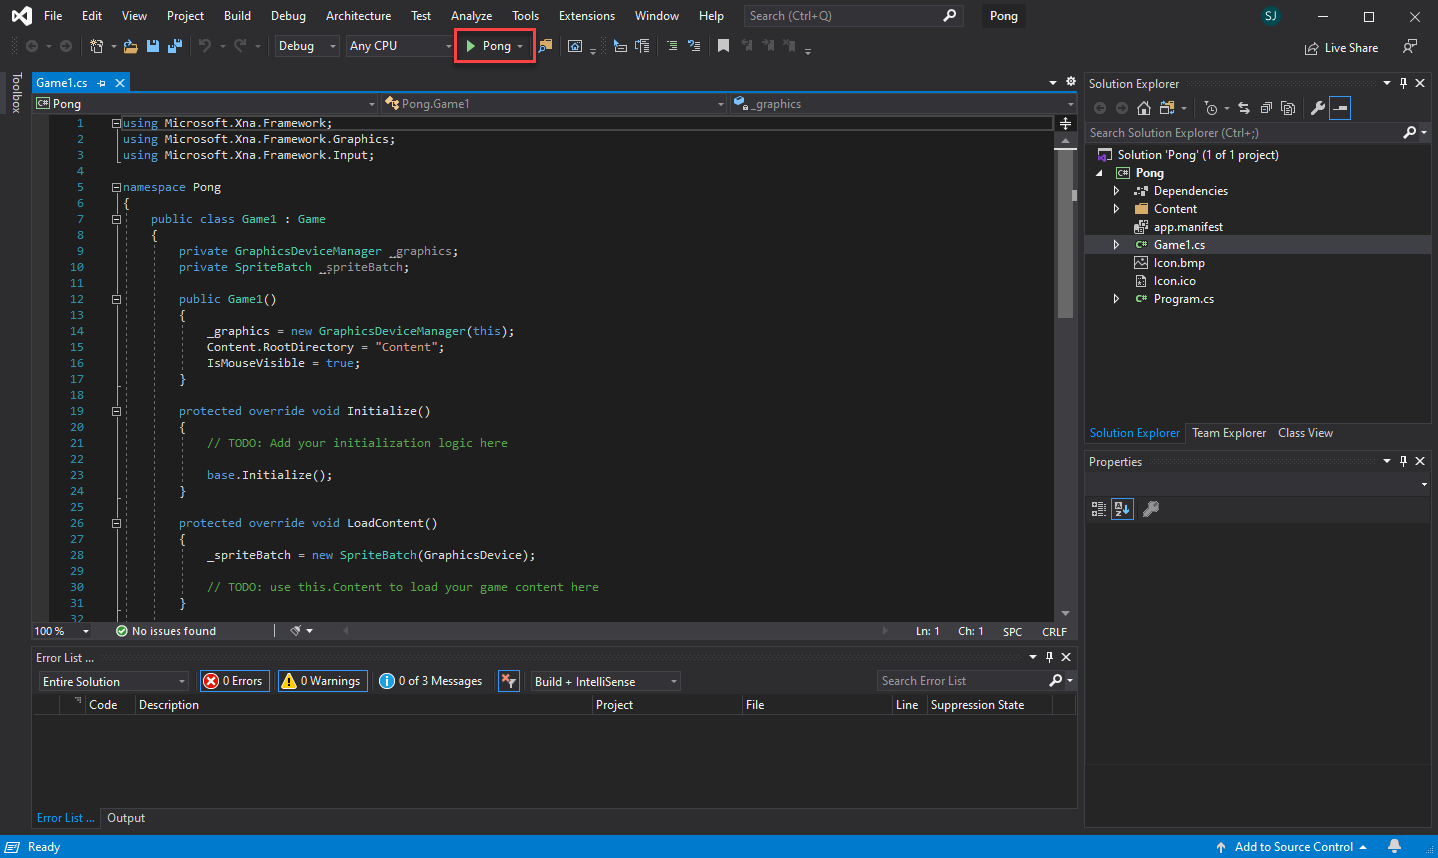 File Edit View Project Build Debug Architecture Test Analyze Tools Extensions Window Help Search (Ctrl+Q) Pong SJ
Debug Any CPU Pong Live Share
Toolbox
Game1.cs
Pong Pong.Game1 _graphics
1 using Microsoft.Xna.Framework;
2 using Microsoft.Xna.Framework.Graphics;
3 using Microsoft.Xna.Framework.Input;
4
5 namespace Pong
6 {
7 public class Game1 : Game
8 {
9 private GraphicsDeviceManager _graphics;
10 private SpriteBatch _spriteBatch;
11
12 public Game1()
13 {
14 _graphics = new GraphicsDeviceManager(this);
15 Content.RootDirectory = "Content";
16 IsMouseVisible = true;
17 }
18
19 protected override void Initialize()
20 {
21 // TODO: Add your initialization logic here
22
23 base.Initialize();
24 }
25
26 protected override void LoadContent()
27 {
28 _spriteBatch = new SpriteBatch(GraphicsDevice);
29
30 // TODO: use this.Content to load your game content here
31 }
32
100 % No issues found Ln: 1 Ch: 1 SPC CRLF
Error List ...
Entire Solution 0 Errors 0 Warnings 0 of 3 Messages Build + IntelliSense Search Error List
Code Description Project File Line Suppression State
Error List ... Output
Solution Explorer
Search Solution Explorer (Ctrl+;)
Solution 'Pong' (1 of 1 project)
C# Pong
Dependencies
Content
app.manifest
C# Game1.cs
Icon.bmp
Icon.ico
C# Program.cs
Solution Explorer Team Explorer Class View
Properties
Ready Add to Source Control